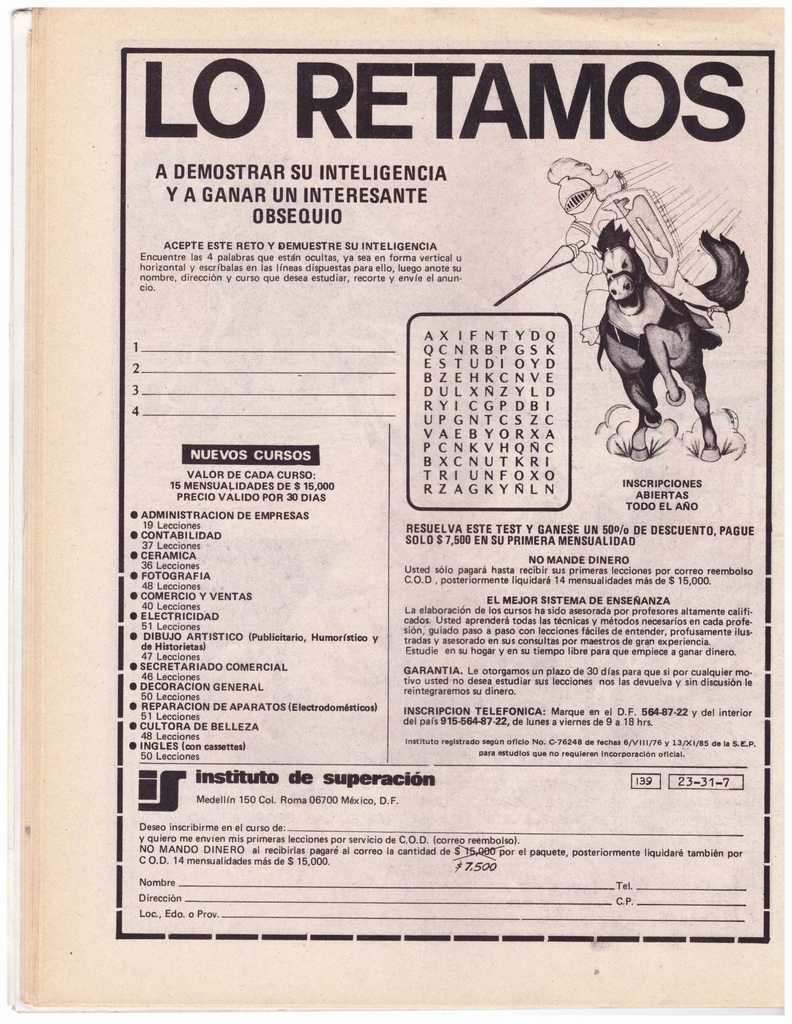 LO RETAMOS
A DEMOSTRAR SU INTELIGENCIA
Y A GANAR UN INTERESANTE
OBSEQUIO
ACEPTE ESTE RETO Y DEMUESTRE SU INTELIGENCIA
Encuentre las 4 palabras que están ocultas, ya sea en forma vertical u
horizontal y escríbalas en las líneas dispuestas para ello, luego anote su
nombre, dirección y curso que desea estudiar, recorte y envíe el anun-
cio.
1
2
3
4
A X I F N T Y D Q
Q C N R B P G S K
E S T U D I O Y D
B Z E H K C N V E
D U L X Ñ Z Y L D
R Y I C G P D B I
U P G N T C S Z C
V A E B Y O R X A
P C N K V H Q Ñ C
B X C N U T K R I
T R I U N F O X O
R Z A G K Y Ñ L N
INSCRIPCIONES
ABIERTAS
TODO EL AÑO
NUEVOS CURSOS
VALOR DE CADA CURSO:
15 MENSUALIDADES DE $ 15,000
PRECIO VALIDO POR 30 DIAS
● ADMINISTRACION DE EMPRESAS
19 Lecciones
● CONTABILIDAD
37 Lecciones
● CERAMICA
36 Lecciones
● FOTOGRAFIA
48 Lecciones
● COMERCIO Y VENTAS
40 Lecciones
● ELECTRICIDAD
51 Lecciones
● DIBUJO ARTISTICO (Publicitario, Humorístico y
de Historietas)
47 Lecciones
● SECRETARIADO COMERCIAL
46 Lecciones
● DECORACION GENERAL
50 Lecciones
● REPARACION DE APARATOS (Electrodomésticos)
51 Lecciones
● CULTORA DE BELLEZA
48 Lecciones
● INGLES (con cassettes)
50 Lecciones
RESUELVA ESTE TEST Y GANESE UN 50% DE DESCUENTO, PAGUE
SOLO $ 7,500 EN SU PRIMERA MENSUALIDAD
NO MANDE DINERO
Usted sólo pagará hasta recibir sus primeras lecciones por correo reembolso
C.O.D , posteriormente liquidará 14 mensualidades más de $ 15,000.
EL MEJOR SISTEMA DE ENSEÑANZA
La elaboración de los cursos ha sido asesorada por profesores altamente califi-
cados. Usted aprenderá todas las técnicas y métodos necesarios en cada profe-
sión, guiado paso a paso con lecciones fáciles de entender, profusamente ilus-
tradas y asesorado en sus consultas por maestros de gran experiencia.
Estudie en su hogar y en su tiempo libre para que empiece a ganar dinero.
GARANTIA. Le otorgamos un plazo de 30 días para que si por cualquier mo-
tivo usted no desea estudiar sus lecciones nos las devuelva y sin discusión le
reintegraremos su dinero.
INSCRIPCION TELEFONICA: Marque en el D.F. 564-87-22 y del interior
del país 915-564-87-22, de lunes a viernes de 9 a 18 hrs.
Instituto registrado según oficio No. C-76248 de fechas 6/VIII/76 y 13/XI/85 de la S.E.P.
para estudios que no requieren incorporación oficial.
is instituto de superación
Medellín 150 Col. Roma 06700 México, D.F.
139 23-31-7
Deseo inscribirme en el curso de:
y quiero me envíen mis primeras lecciones por servicio de C.O.D. (correo reembolso).
NO MANDO DINERO al recibirlas pagaré al correo la cantidad de $ 15,000 por el paquete, posteriormente liquidaré también por
C O.D. 14 mensualidades más de $ 15,000.
$7.500
Nombre Tel.
Dirección C.P.
Loc., Edo. o Prov.